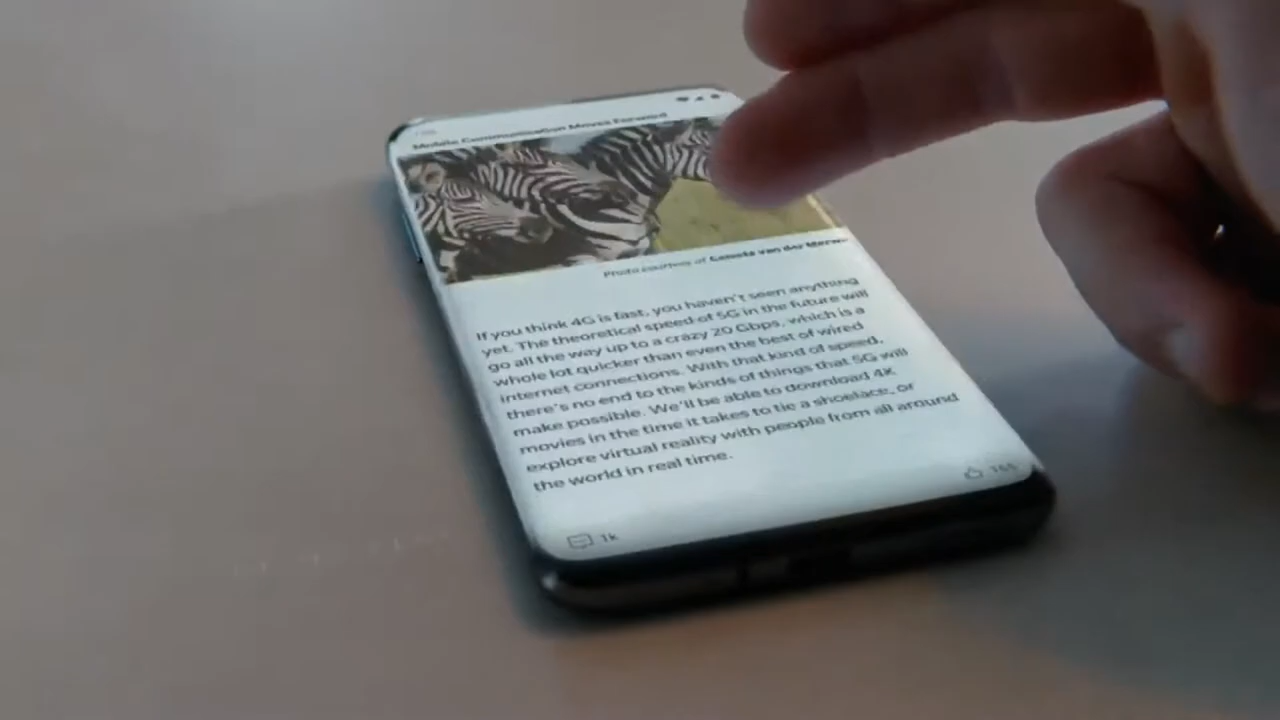 Mobile Communication Moves Forward
Photo courtesy of Camela van der Merwe
If you think 4G is fast, you haven't seen anything
yet. The theoretical speed of 5G in the future will
go all the way up to a crazy 20 Gbps, which is a
whole lot quicker than even the best of wired
internet connections. With that kind of speed,
there's no end to the kinds of things that 5G will
make possible. We'll be able to download 4K
movies in the time it takes to tie a shoelace, or
explore virtual reality with people from all around
the world in real time.
1k
165